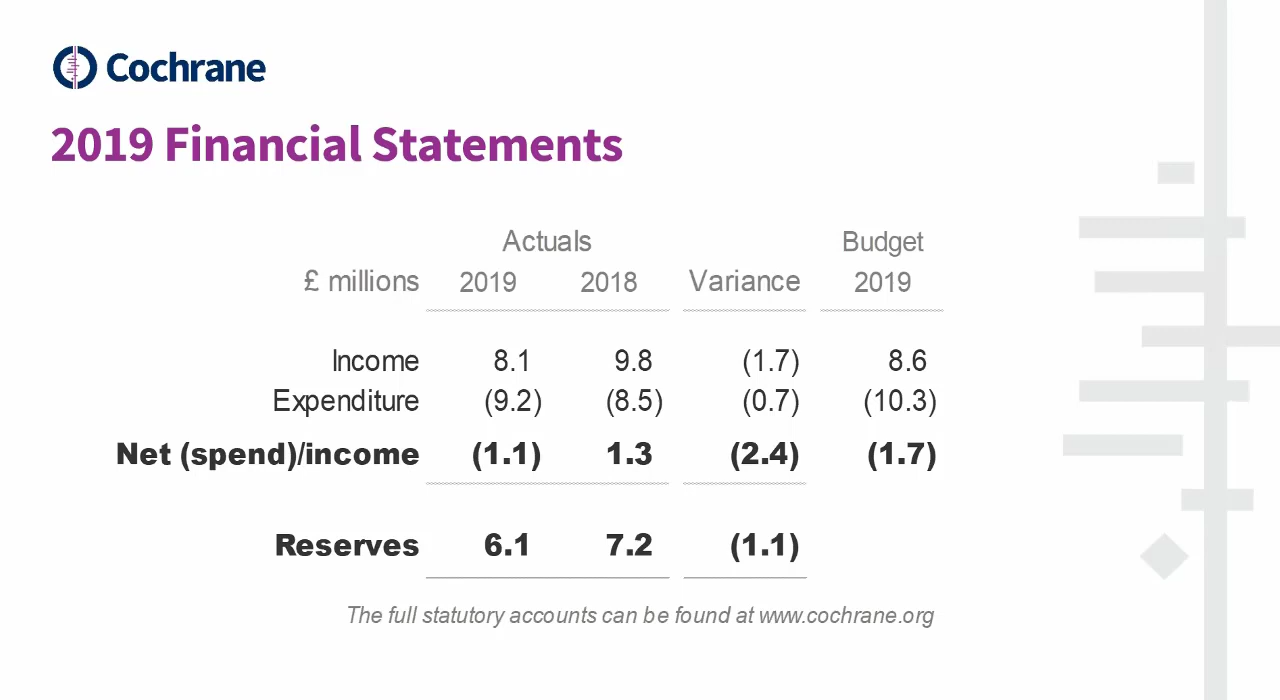 Cochrane
2019 Financial Statements
Actuals Budget
£ millions 2019 2018 Variance 2019
Income 8.1 9.8 (1.7) 8.6
Expenditure (9.2) (8.5) (0.7) (10.3)
Net (spend)/income (1.1) 1.3 (2.4) (1.7)
Reserves 6.1 7.2 (1.1)
The full statutory accounts can be found at www.cochrane.org